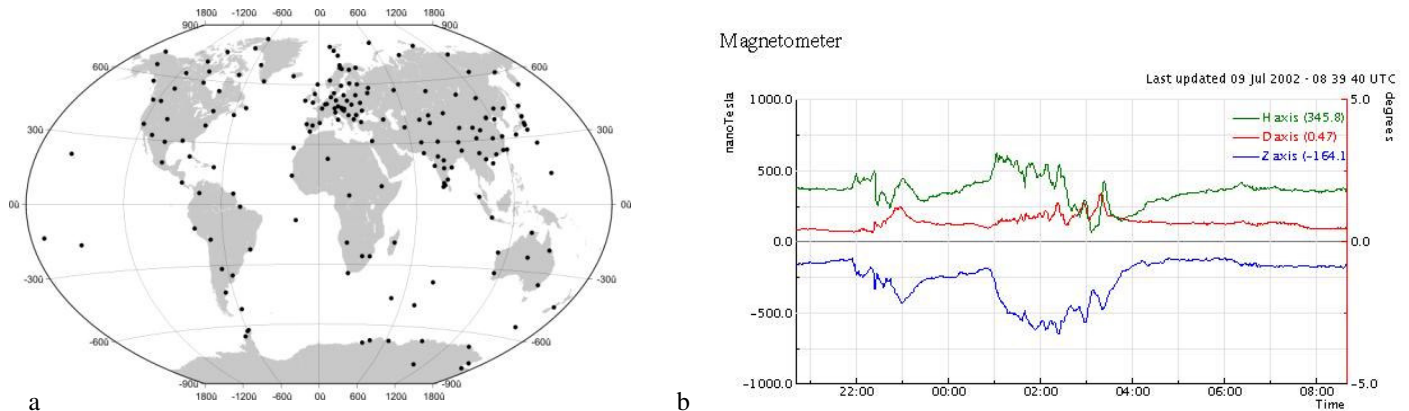 1800 -1200 -600 00 600 1200 1800
900 900
600 600
300 300
00 00
-300 -300
-600 -600
-900 -900
1800 -1200 -600 00 600 1200 1800
a
b
Magnetometer
Last updated 09 Jul 2002 - 08 39 40 UTC
1000.0 5.0
nanoTesla
degrees
H axis (345.8)
D axis (0.47)
Z axis (-164.1
500.0
0.0 0.0
-500.0
-1000.0 -5.0
22:00 00:00 02:00 04:00 06:00 08:00
Time